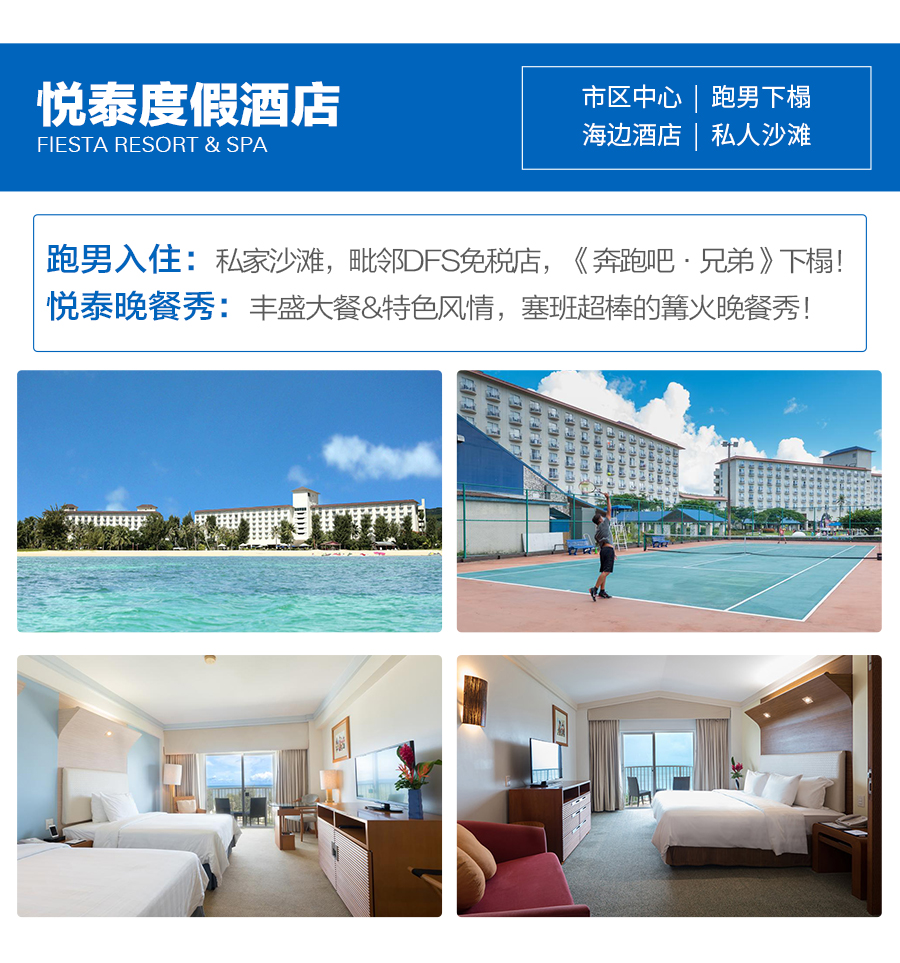 悦泰度假酒店
FIESTA RESORT & SPA
市区中心 | 跑男下榻
海边酒店 | 私人沙滩
跑男入住：私家沙滩，毗邻DFS免税店，《奔跑吧·兄弟》下榻！
悦泰晚餐秀：丰盛大餐&特色风情，塞班超棒的篝火晚餐秀！